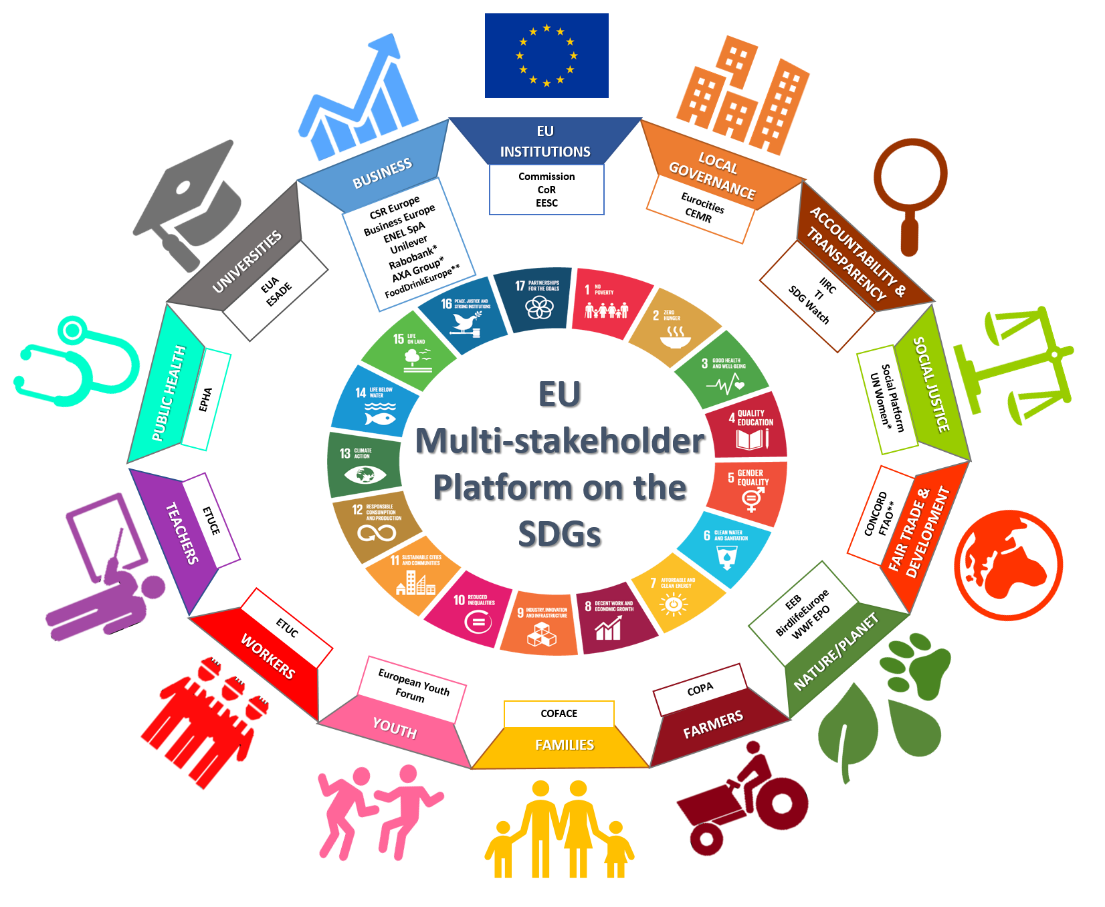 EU
INSTITUTIONS
Commission
CoR
EESC
LOCAL
GOVERNANCE
Eurocities
CEMR
ACCOUNTABILITY &
TRANSPARENCY
IIRC
TI
SDG Watch
SOCIAL JUSTICE
Social Platform
UN Women*
FAIR TRADE &
DEVELOPMENT
CONCORD
FTAO**
NATURE/PLANET
EEB
BirdlifeEurope
WWF EPO
FARMERS
COPA
FAMILIES
COFACE
YOUTH
European Youth
Forum
WORKERS
ETUC
TEACHERS
ETUCE
PUBLIC HEALTH
EPHA
UNIVERSITIES
EUA
ESADE
BUSINESS
CSR Europe
Business Europe
ENEL SpA
Unilever
Rabobank*
AXA Group*
FoodDrinkEurope**
1 NO
POVERTY
2 ZERO
HUNGER
3 GOOD HEALTH
AND WELL-BEING
4 QUALITY
EDUCATION
5 GENDER
EQUALITY
6 CLEAN WATER
AND SANITATION
7 AFFORDABLE AND
CLEAN ENERGY
8 DECENT WORK AND
ECONOMIC GROWTH
9 INDUSTRY, INNOVATION
AND INFRASTRUCTURE
10 REDUCED
INEQUALITIES
11 SUSTAINABLE CITIES
AND COMMUNITIES
12 RESPONSIBLE
CONSUMPTION
AND PRODUCTION
13 CLIMATE
ACTION
14 LIFE BELOW
WATER
15 LIFE
ON LAND
16 PEACE, JUSTICE AND
STRONG INSTITUTIONS
17 PARTNERSHIPS
FOR THE GOALS
EU
Multi-stakeholder
Platform on the
SDGs